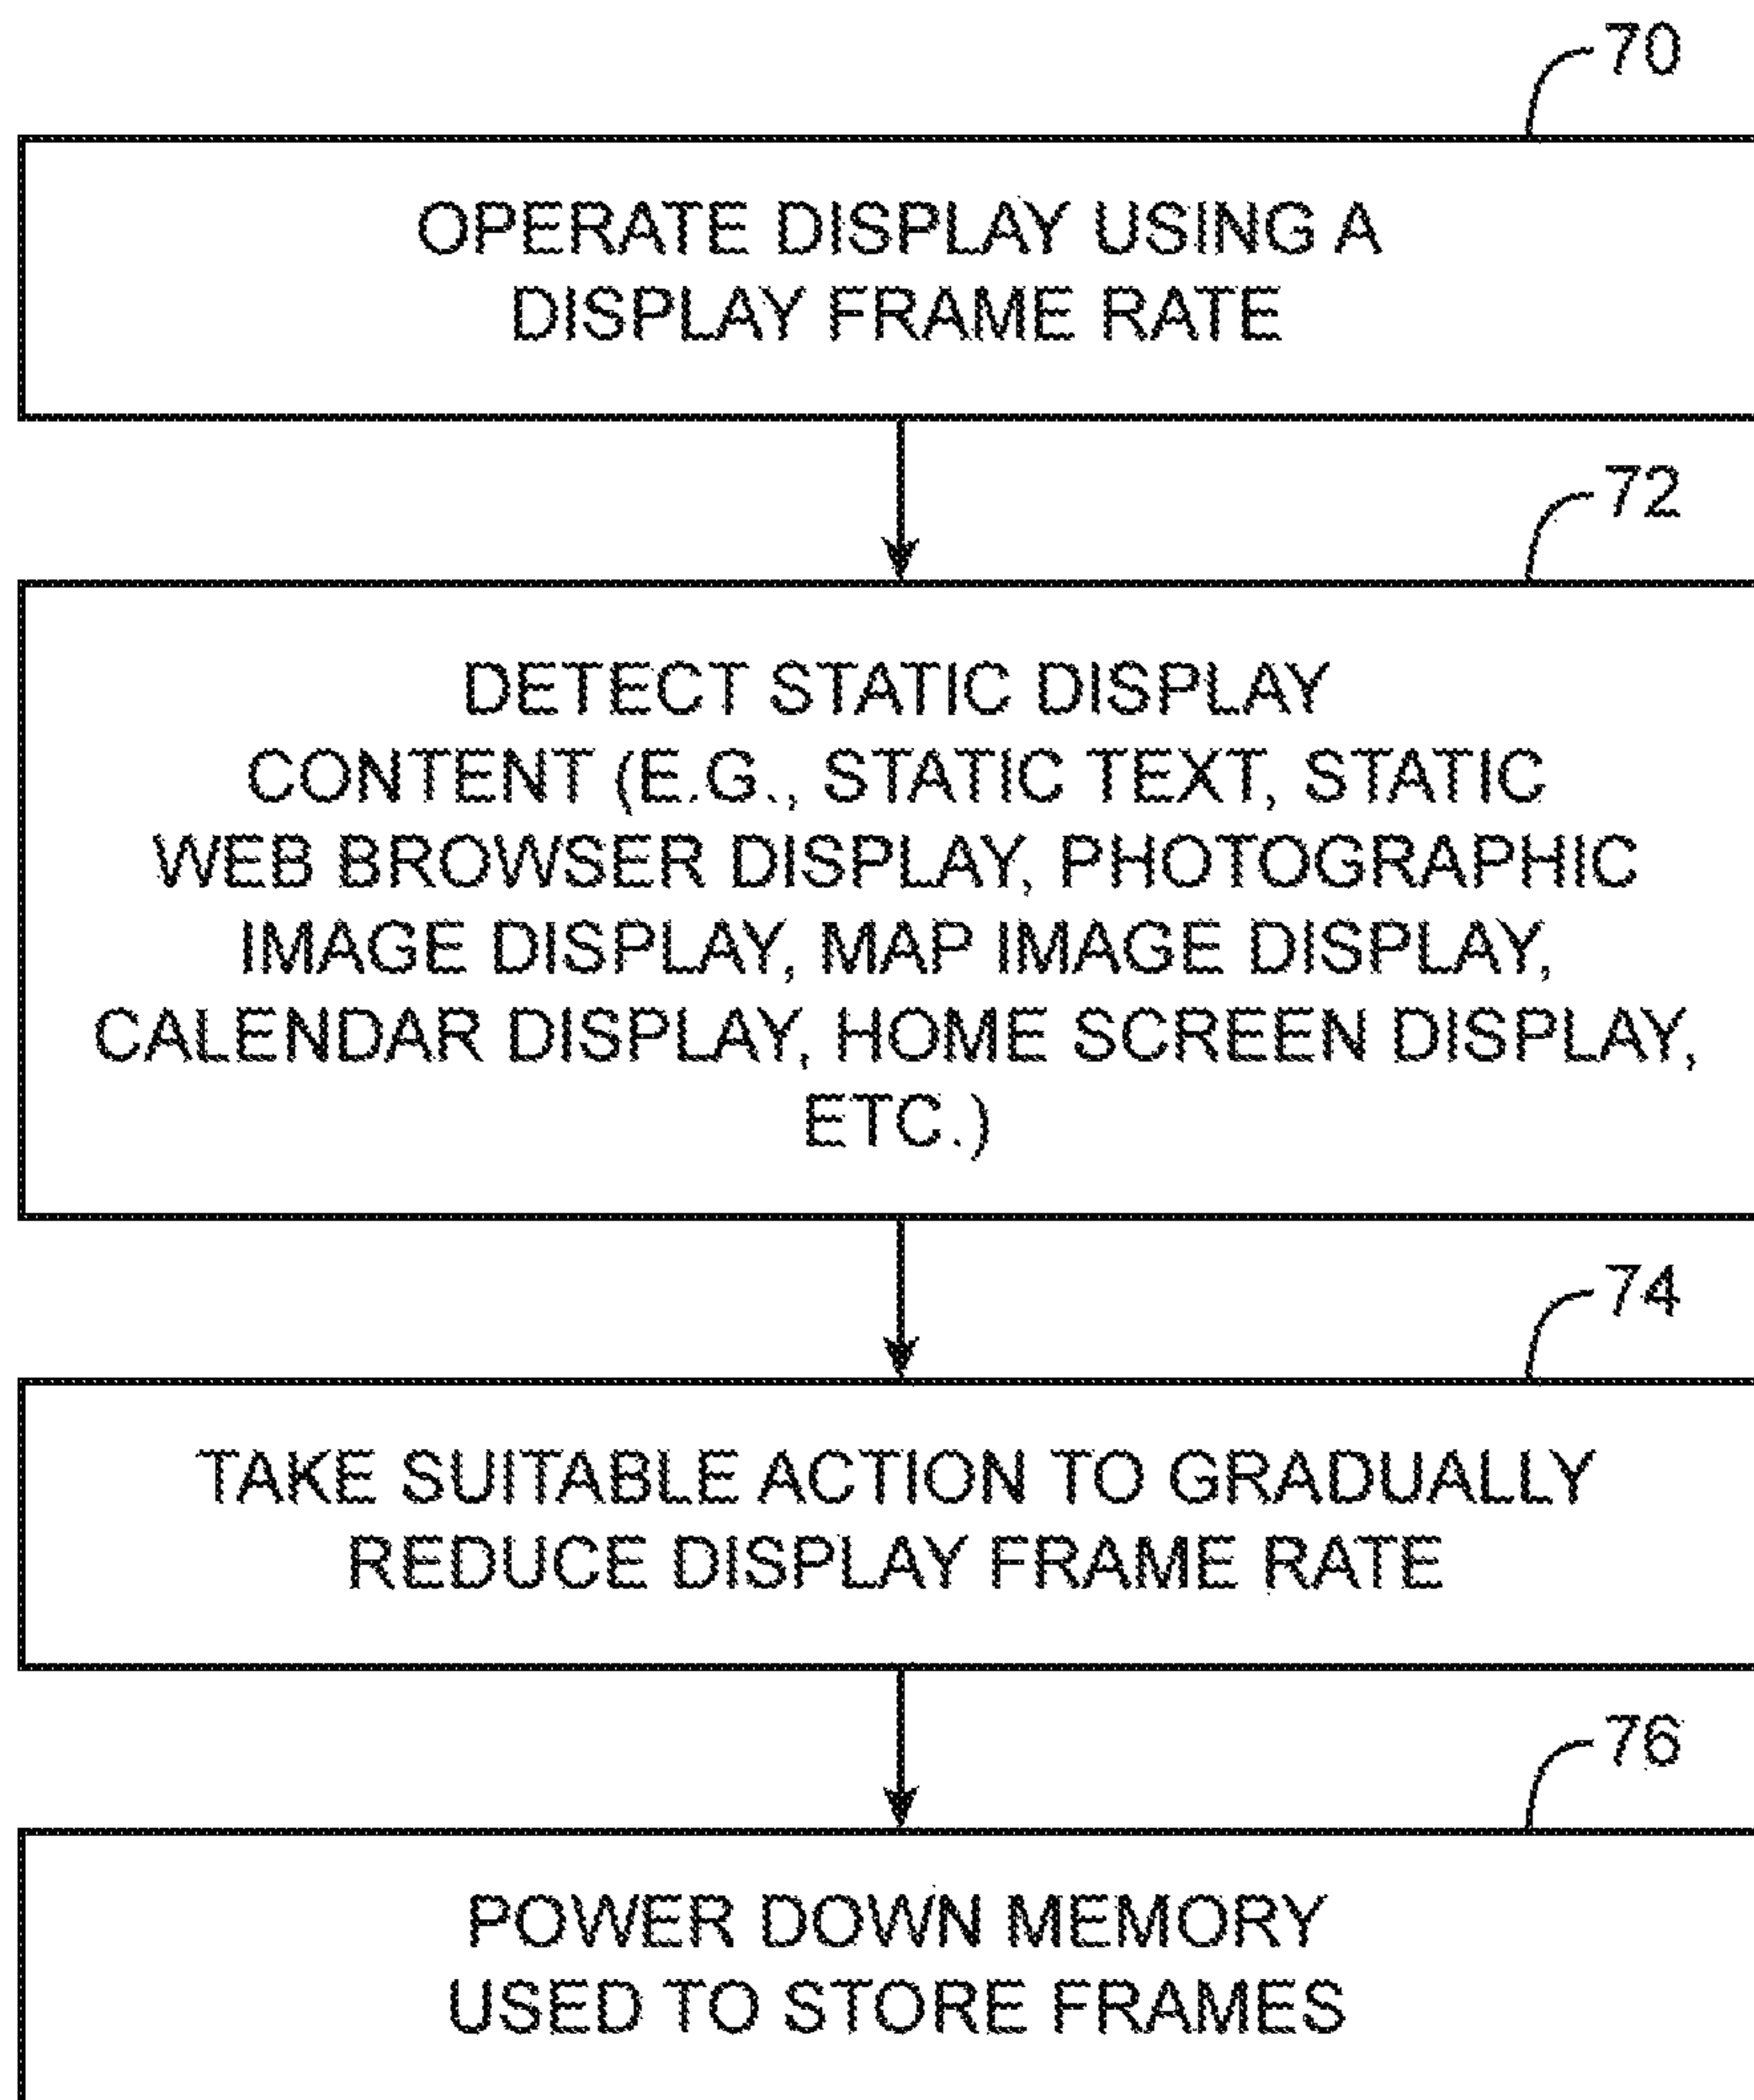 70
OPERATE DISPLAY USING A
DISPLAY FRAME RATE
72
DETECT STATIC DISPLAY
CONTENT (E.G., STATIC TEXT, STATIC
WEB BROWSER DISPLAY, PHOTOGRAPHIC
IMAGE DISPLAY, MAP IMAGE DISPLAY,
CALENDAR DISPLAY, HOME SCREEN DISPLAY,
ETC.)
74
TAKE SUITABLE ACTION TO GRADUALLY
REDUCE DISPLAY FRAME RATE
76
POWER DOWN MEMORY
USED TO STORE FRAMES